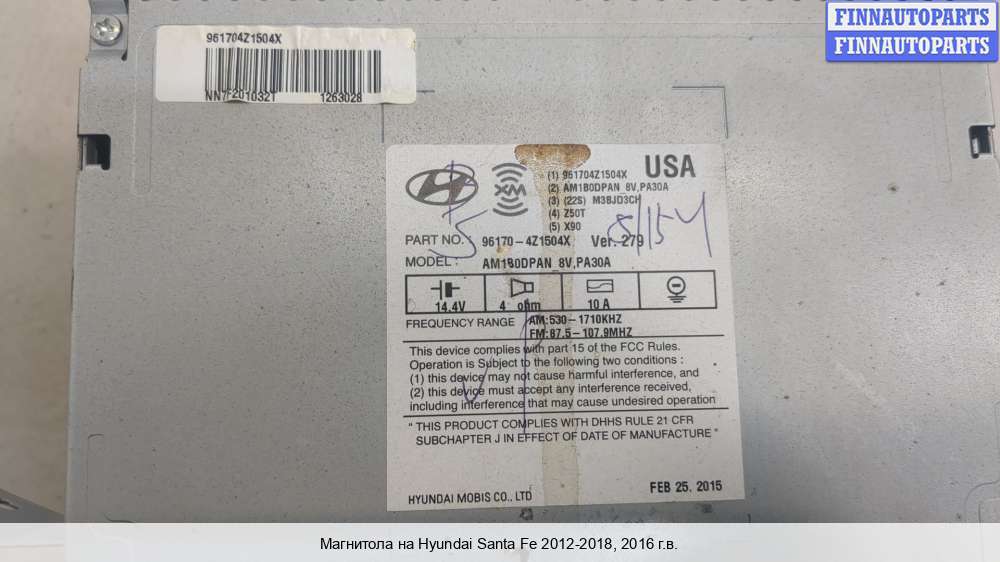 FINNAUTOPARTS
FINNAUTOPARTS
961704Z1504X
NN7F201032T 1263028
XM
USA
(1) 961704Z1504X
(2) AM1B0DPAN 8V,PA30A
(3) (22S) M3BJD3CH
(4) Z50T
(5) X90
PART NO. : 96170-4Z1504X Ver. 279
MODEL : AM1B0DPAN 8V,PA30A
14.4V 4 ohm 10 A
FREQUENCY RANGE AM:530-1710KHZ
FM:87.5-107.9MHZ
This device complies with part 15 of the FCC Rules.
Operation is Subject to the following two conditions :
(1) this device may not cause harmful interference, and
(2) this device must accept any interference received,
including interference that may cause undesired operation
" THIS PRODUCT COMPLIES WITH DHHS RULE 21 CFR
SUBCHAPTER J IN EFFECT OF DATE OF MANUFACTURE "
HYUNDAI MOBIS CO., LTD
FEB 25. 2015
Магнитола на Hyundai Santa Fe 2012-2018, 2016 г.в.